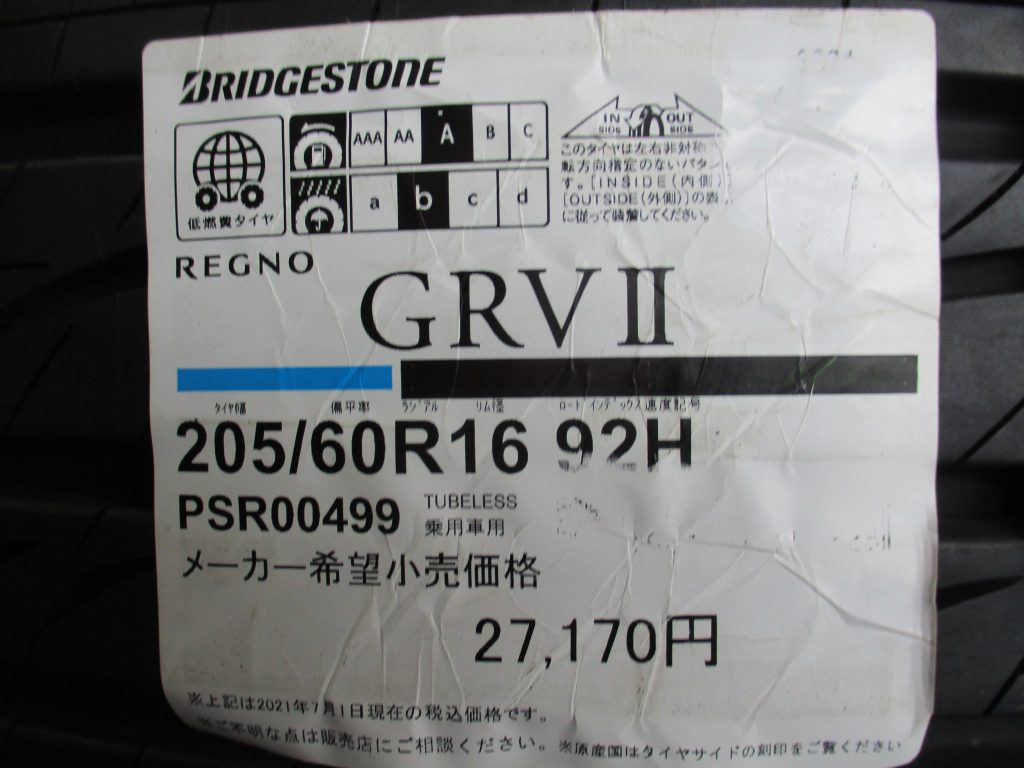 BRIDGESTONE
低燃費タイヤ
AAA AA A B C
a b c d
IN OUT
SIDE SIDE
このタイヤは左右非対称
転方向指定のないパタン
す。[INSIDE(内側)
[OUTSIDE(外側)]の表
に従って装着してください。
REGNO
GRVⅡ
タイヤ幅 偏平率 ラジアル リム径 ロードインデックス 速度記号
205/60R16 92H
PSR00499 TUBELESS
乗用車用
メーカー希望小売価格
27,170円
※上記は2021年7月1日現在の税込価格です。
※ご不明な点は販売店にご相談ください。 ※原産国はタイヤサイドの刻印をご覧ください